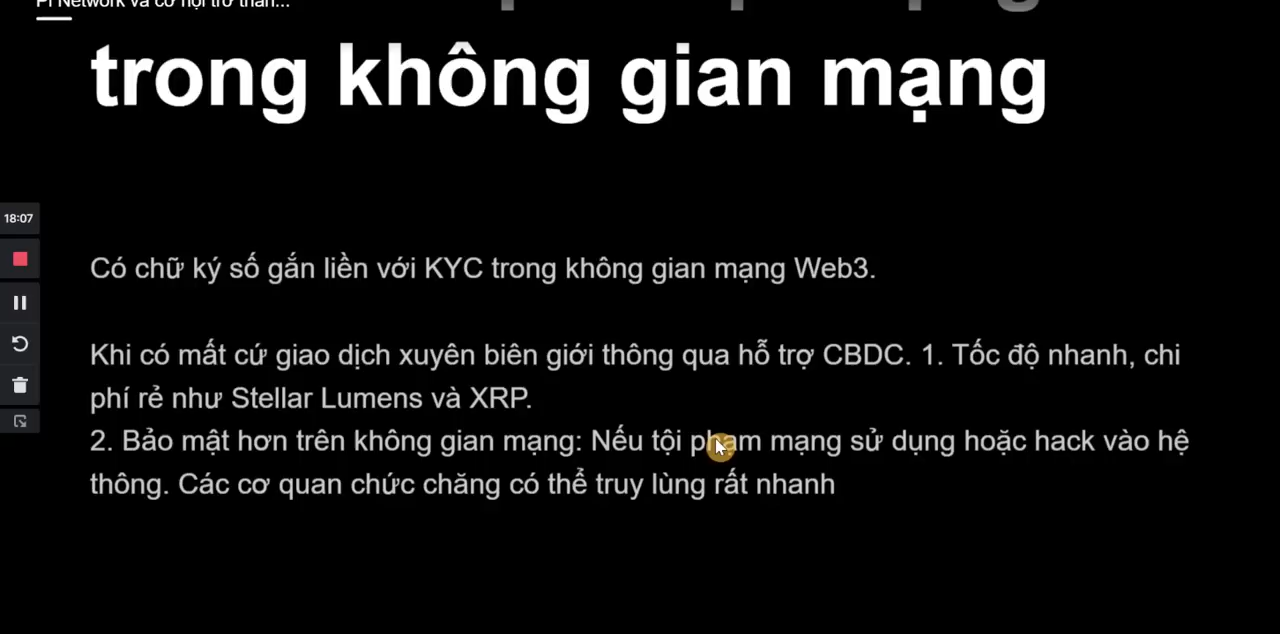 Pi Network và cơ hội trở thàn...
trong không gian mạng
18:07
Có chữ ký số gắn liền với KYC trong không gian mạng Web3.
Khi có mất cứ giao dịch xuyên biên giới thông qua hỗ trợ CBDC. 1. Tốc độ nhanh, chi
phí rẻ như Stellar Lumens và XRP.
2. Bảo mật hơn trên không gian mạng: Nếu tội phạm mạng sử dụng hoặc hack vào hệ
thông. Các cơ quan chức chăng có thể truy lùng rất nhanh